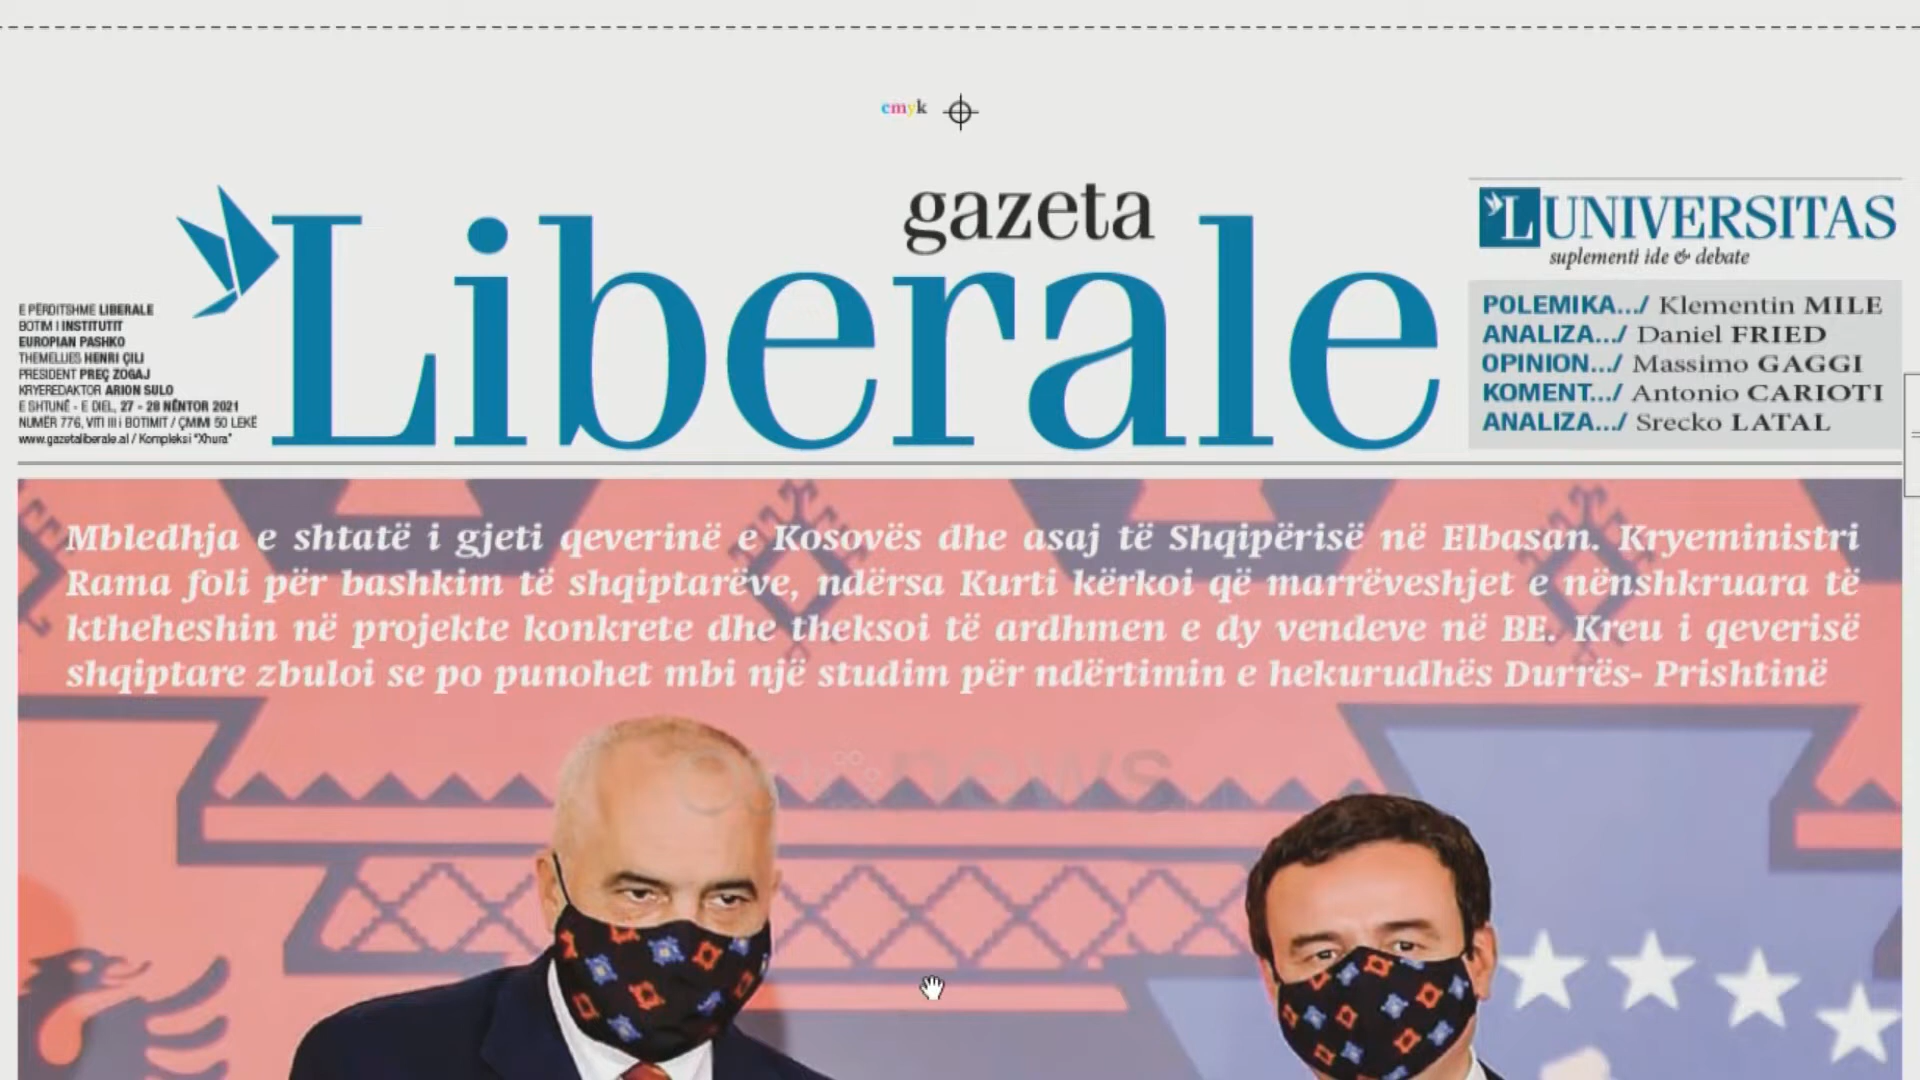 cmyk
gazeta
Liberale
E PËRDITSHME LIBERALE
BOTIM I INSTITUTIT
EUROPIAN PASHKO
THEMELUES HENRI ÇILI
PRESIDENT PREÇ ZOGAJ
KRYEREDAKTOR ARION SULO
E SHTUNË - E DIEL, 27 - 28 NËNTOR 2021
NUMËR 776, VITI III i BOTIMIT / ÇMIMI 50 LEKË
www.gazetaliberale.al / Kompleksi "Xhura"
L UNIVERSITAS
suplementi ide & debate
POLEMIKA.../ Klementin MILE
ANALIZA.../ Daniel FRIED
OPINION.../ Massimo GAGGI
KOMENT.../ Antonio CARIOTI
ANALIZA.../ Srecko LATAL
Mbledhja e shtatë i gjeti qeverinë e Kosovës dhe asaj të Shqipërisë në Elbasan. Kryeministri
Rama foli për bashkim të shqiptarëve, ndërsa Kurti kërkoi që marrëveshjet e nënshkruara të
ktheheshin në projekte konkrete dhe theksoi të ardhmen e dy vendeve në BE. Kreu i qeverisë
shqiptare zbuloi se po punohet mbi një studim për ndërtimin e hekurudhës Durrës- Prishtinë
news